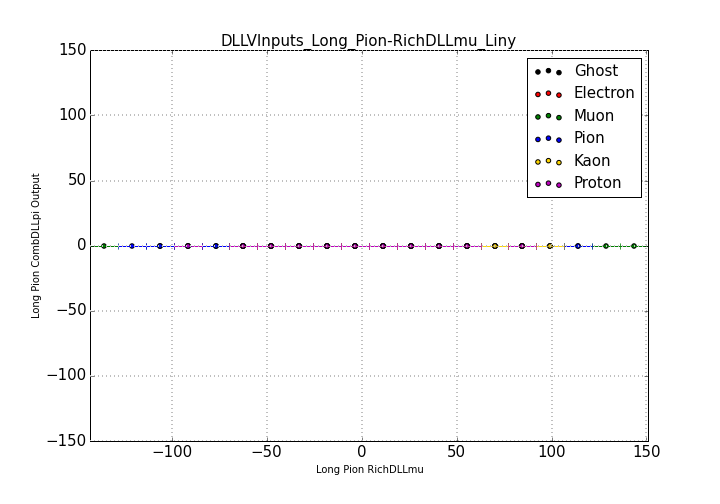 DLLVInputs_Long_Pion-RichDLLmu_Liny
150
100
50
0
−50
−100
−150
Long Pion CombDLLpi Output
Ghost
Electron
Muon
Pion
Kaon
Proton
−100 −50 0 50 100 150
Long Pion RichDLLmu